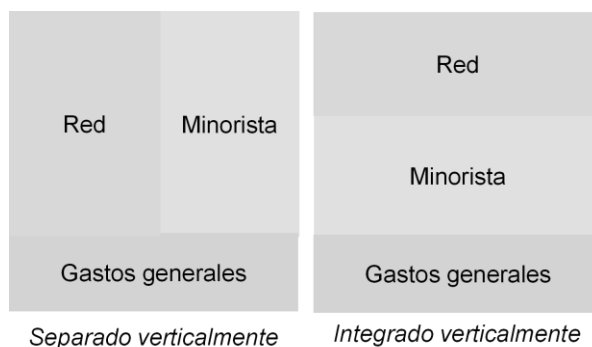 Red
Minorista
Gastos generales
Separado verticalmente
Red
Minorista
Gastos generales
Integrado verticalmente